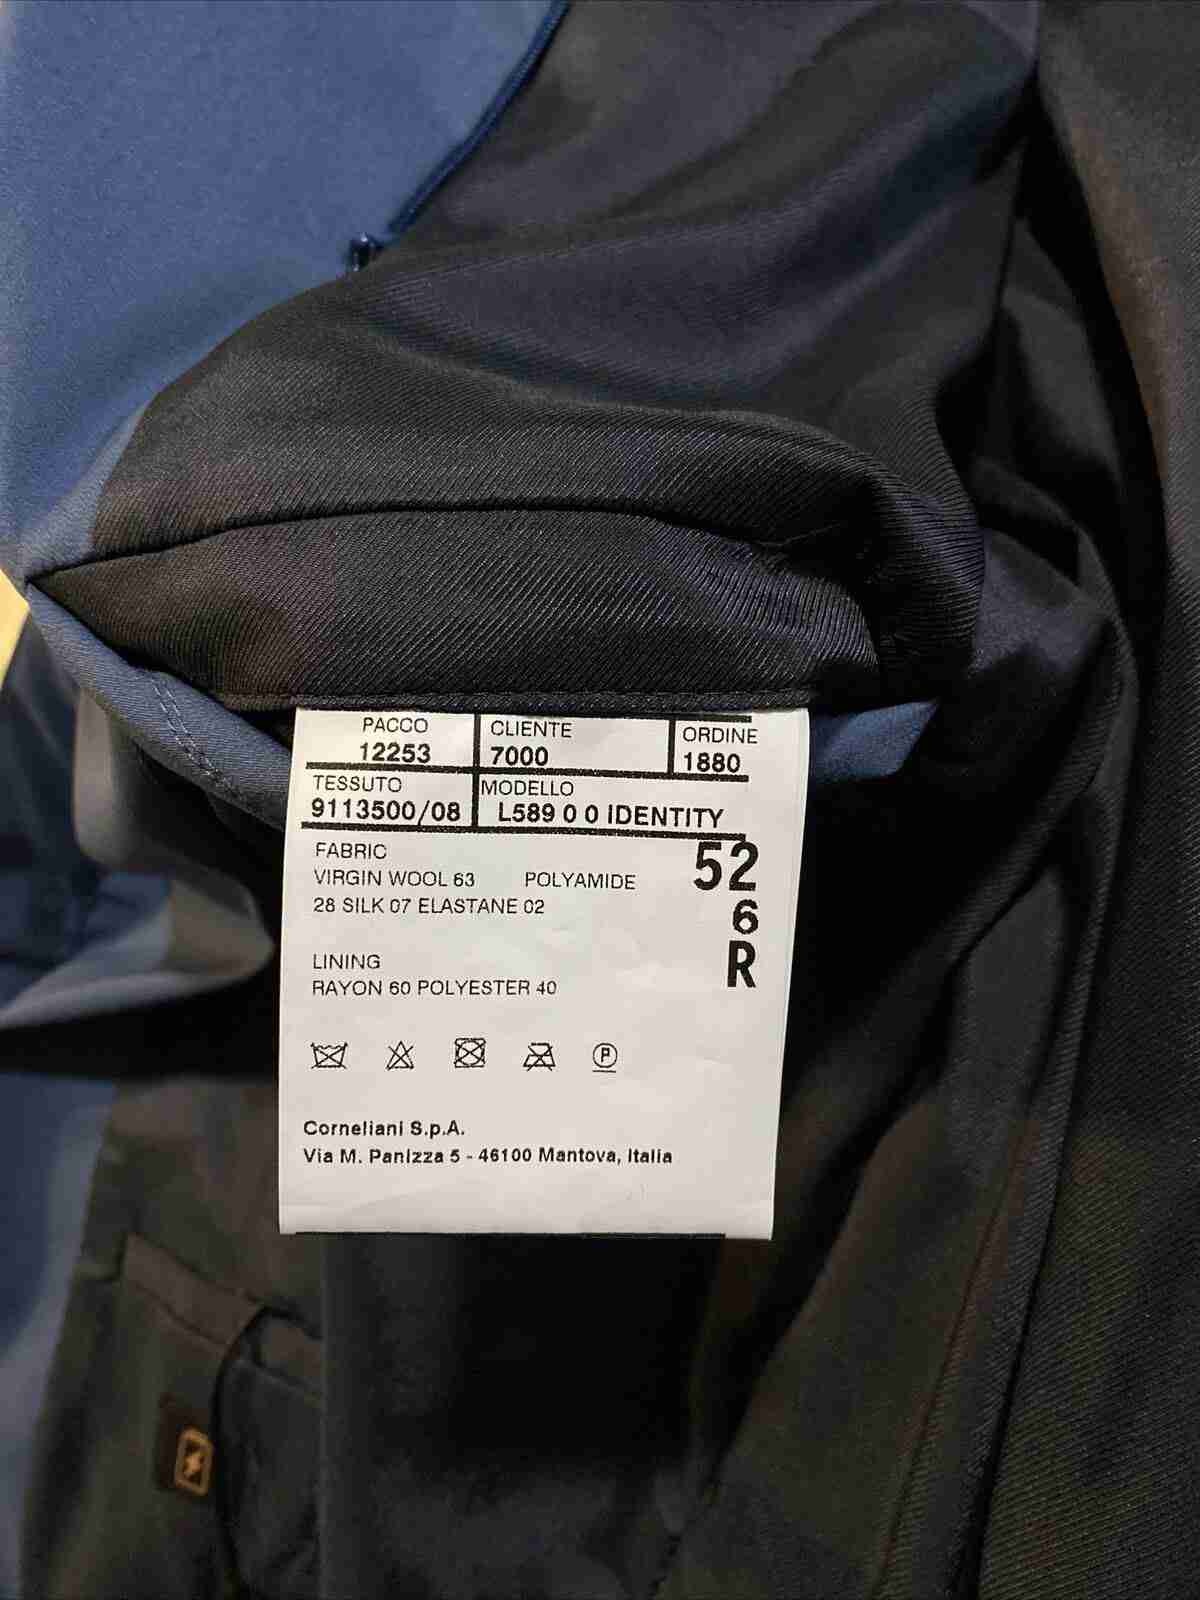 PACCO CLIENTE ORDINE
12253 7000 1880
TESSUTO MODELLO
9113500/08 L589 0 0 IDENTITY
FABRIC 52
VIRGIN WOOL 63 POLYAMIDE
28 SILK 07 ELASTANE 02 6
LINING R
RAYON 60 POLYESTER 40
P
Corneliani S.p.A.
Via M. Panizza 5 - 46100 Mantova, Italia